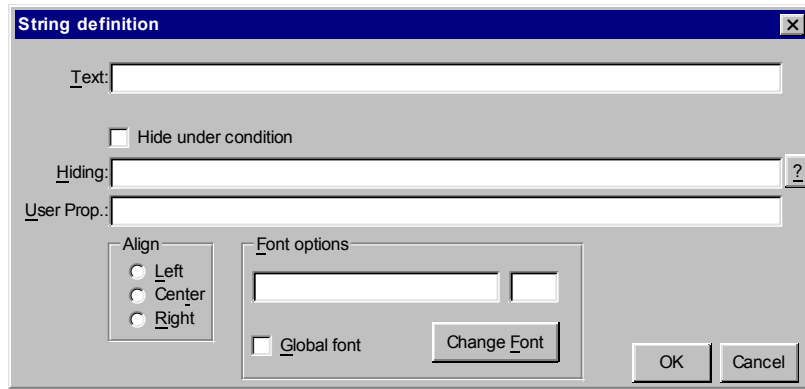 String definition
Text:
Hide under condition
Hiding:
?
User Prop.:
Align
Font options
Left
Center
Right
Global font
Change Font
OK
Cancel